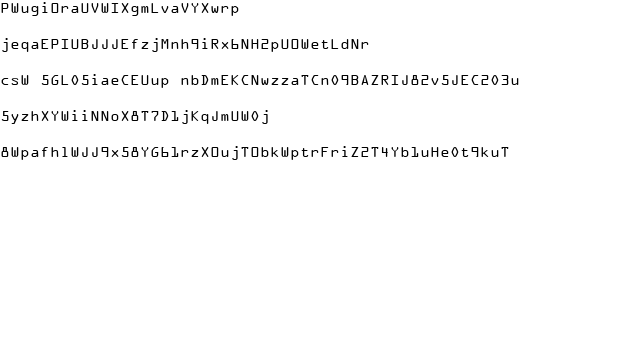 PWugiOraUVWIXgmLvaVYXwrp
jeqaEPIUBJJJEfzjMnh9iRx6NH2pUOWetLdNr
csW 5GL05iaeCEUup nbDmEKCNwzzaTCn09BAZRIJ82v5JEC203u
5yzhXYWiiNNoX8T7D1jKqJmUW0j
8WpafhlWJJ9x58YG61rzXOujTObkWptrFriZ2T4Yb1uHe0t9kuT